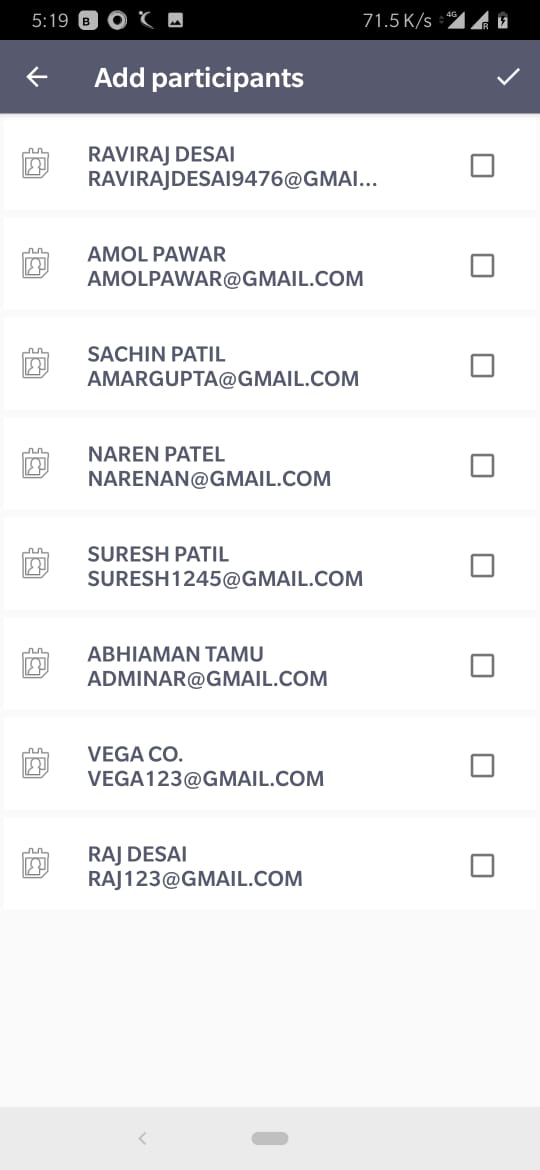 5:19 B 71.5 K/s 4G R
Add participants
RAVIRAJ DESAI
RAVIRAJDESAI9476@GMAI...
AMOL PAWAR
AMOLPAWAR@GMAIL.COM
SACHIN PATIL
AMARGUPTA@GMAIL.COM
NAREN PATEL
NARENAN@GMAIL.COM
SURESH PATIL
SURESH1245@GMAIL.COM
ABHIAMAN TAMU
ADMINAR@GMAIL.COM
VEGA CO.
VEGA123@GMAIL.COM
RAJ DESAI
RAJ123@GMAIL.COM